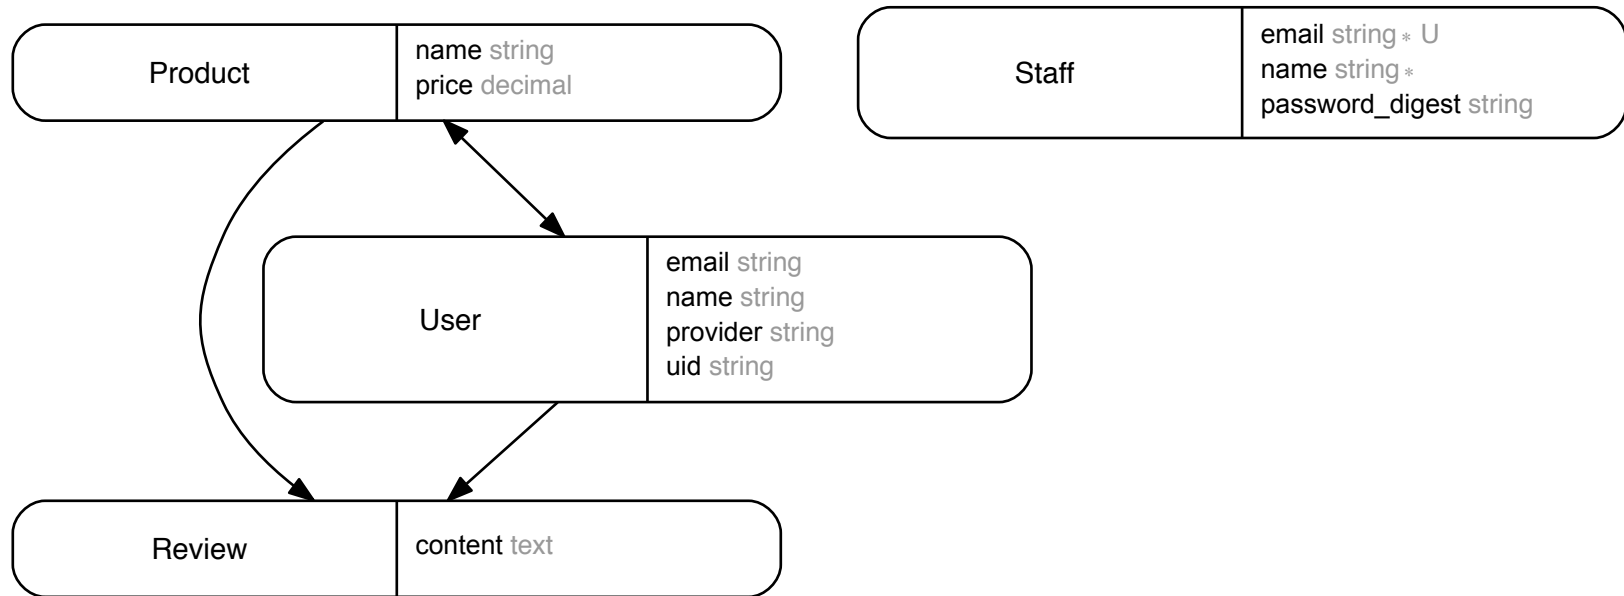 Product
name string
price decimal
Staff
email string * U
name string *
password_digest string
User
email string
name string
provider string
uid string
Review
content text